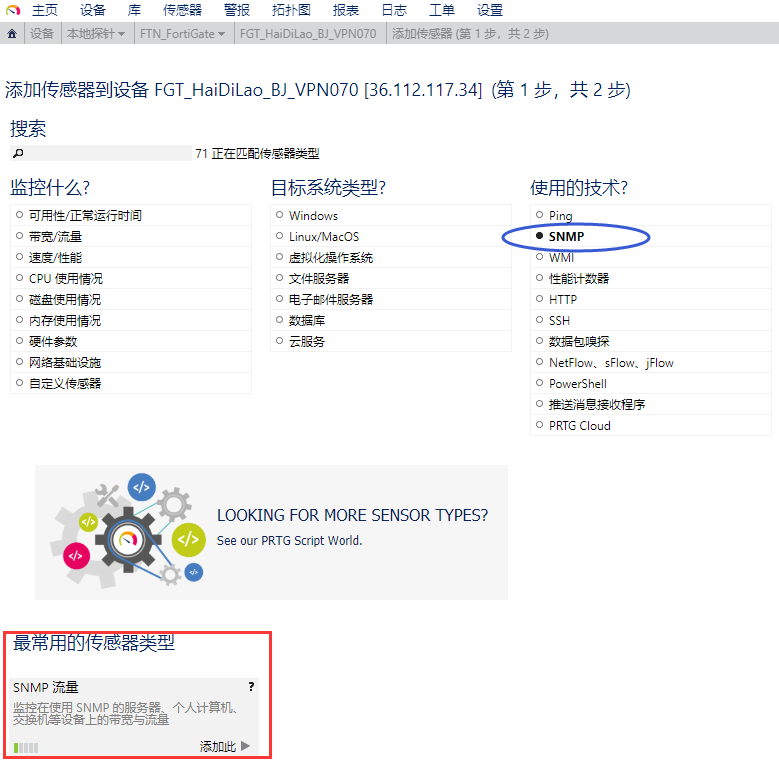 主页 设备 库 传感器 警报 拓扑图 报表 日志 工单 设置
设备 本地探针 FTN_FortiGate FGT_HaiDiLao_BJ_VPN070 添加传感器 (第 1 步，共 2 步)
添加传感器到设备 FGT_HaiDiLao_BJ_VPN070 [36.112.117.34] (第 1 步，共 2 步)
搜索
71 正在匹配传感器类型
监控什么?
可用性/正常运行时间
带宽/流量
速度/性能
CPU 使用情况
磁盘使用情况
内存使用情况
硬件参数
网络基础设施
自定义传感器
目标系统类型?
Windows
Linux/MacOS
虚拟化操作系统
文件服务器
电子邮件服务器
数据库
云服务
使用的技术?
Ping
SNMP
WMI
性能计数器
HTTP
SSH
数据包嗅探
NetFlow、sFlow、jFlow
PowerShell
推送消息接收程序
PRTG Cloud
LOOKING FOR MORE SENSOR TYPES?
See our PRTG Script World.
最常用的传感器类型
SNMP 流量 ?
监控在使用 SNMP 的服务器、个人计算机、
交换机等设备上的带宽与流量
添加此